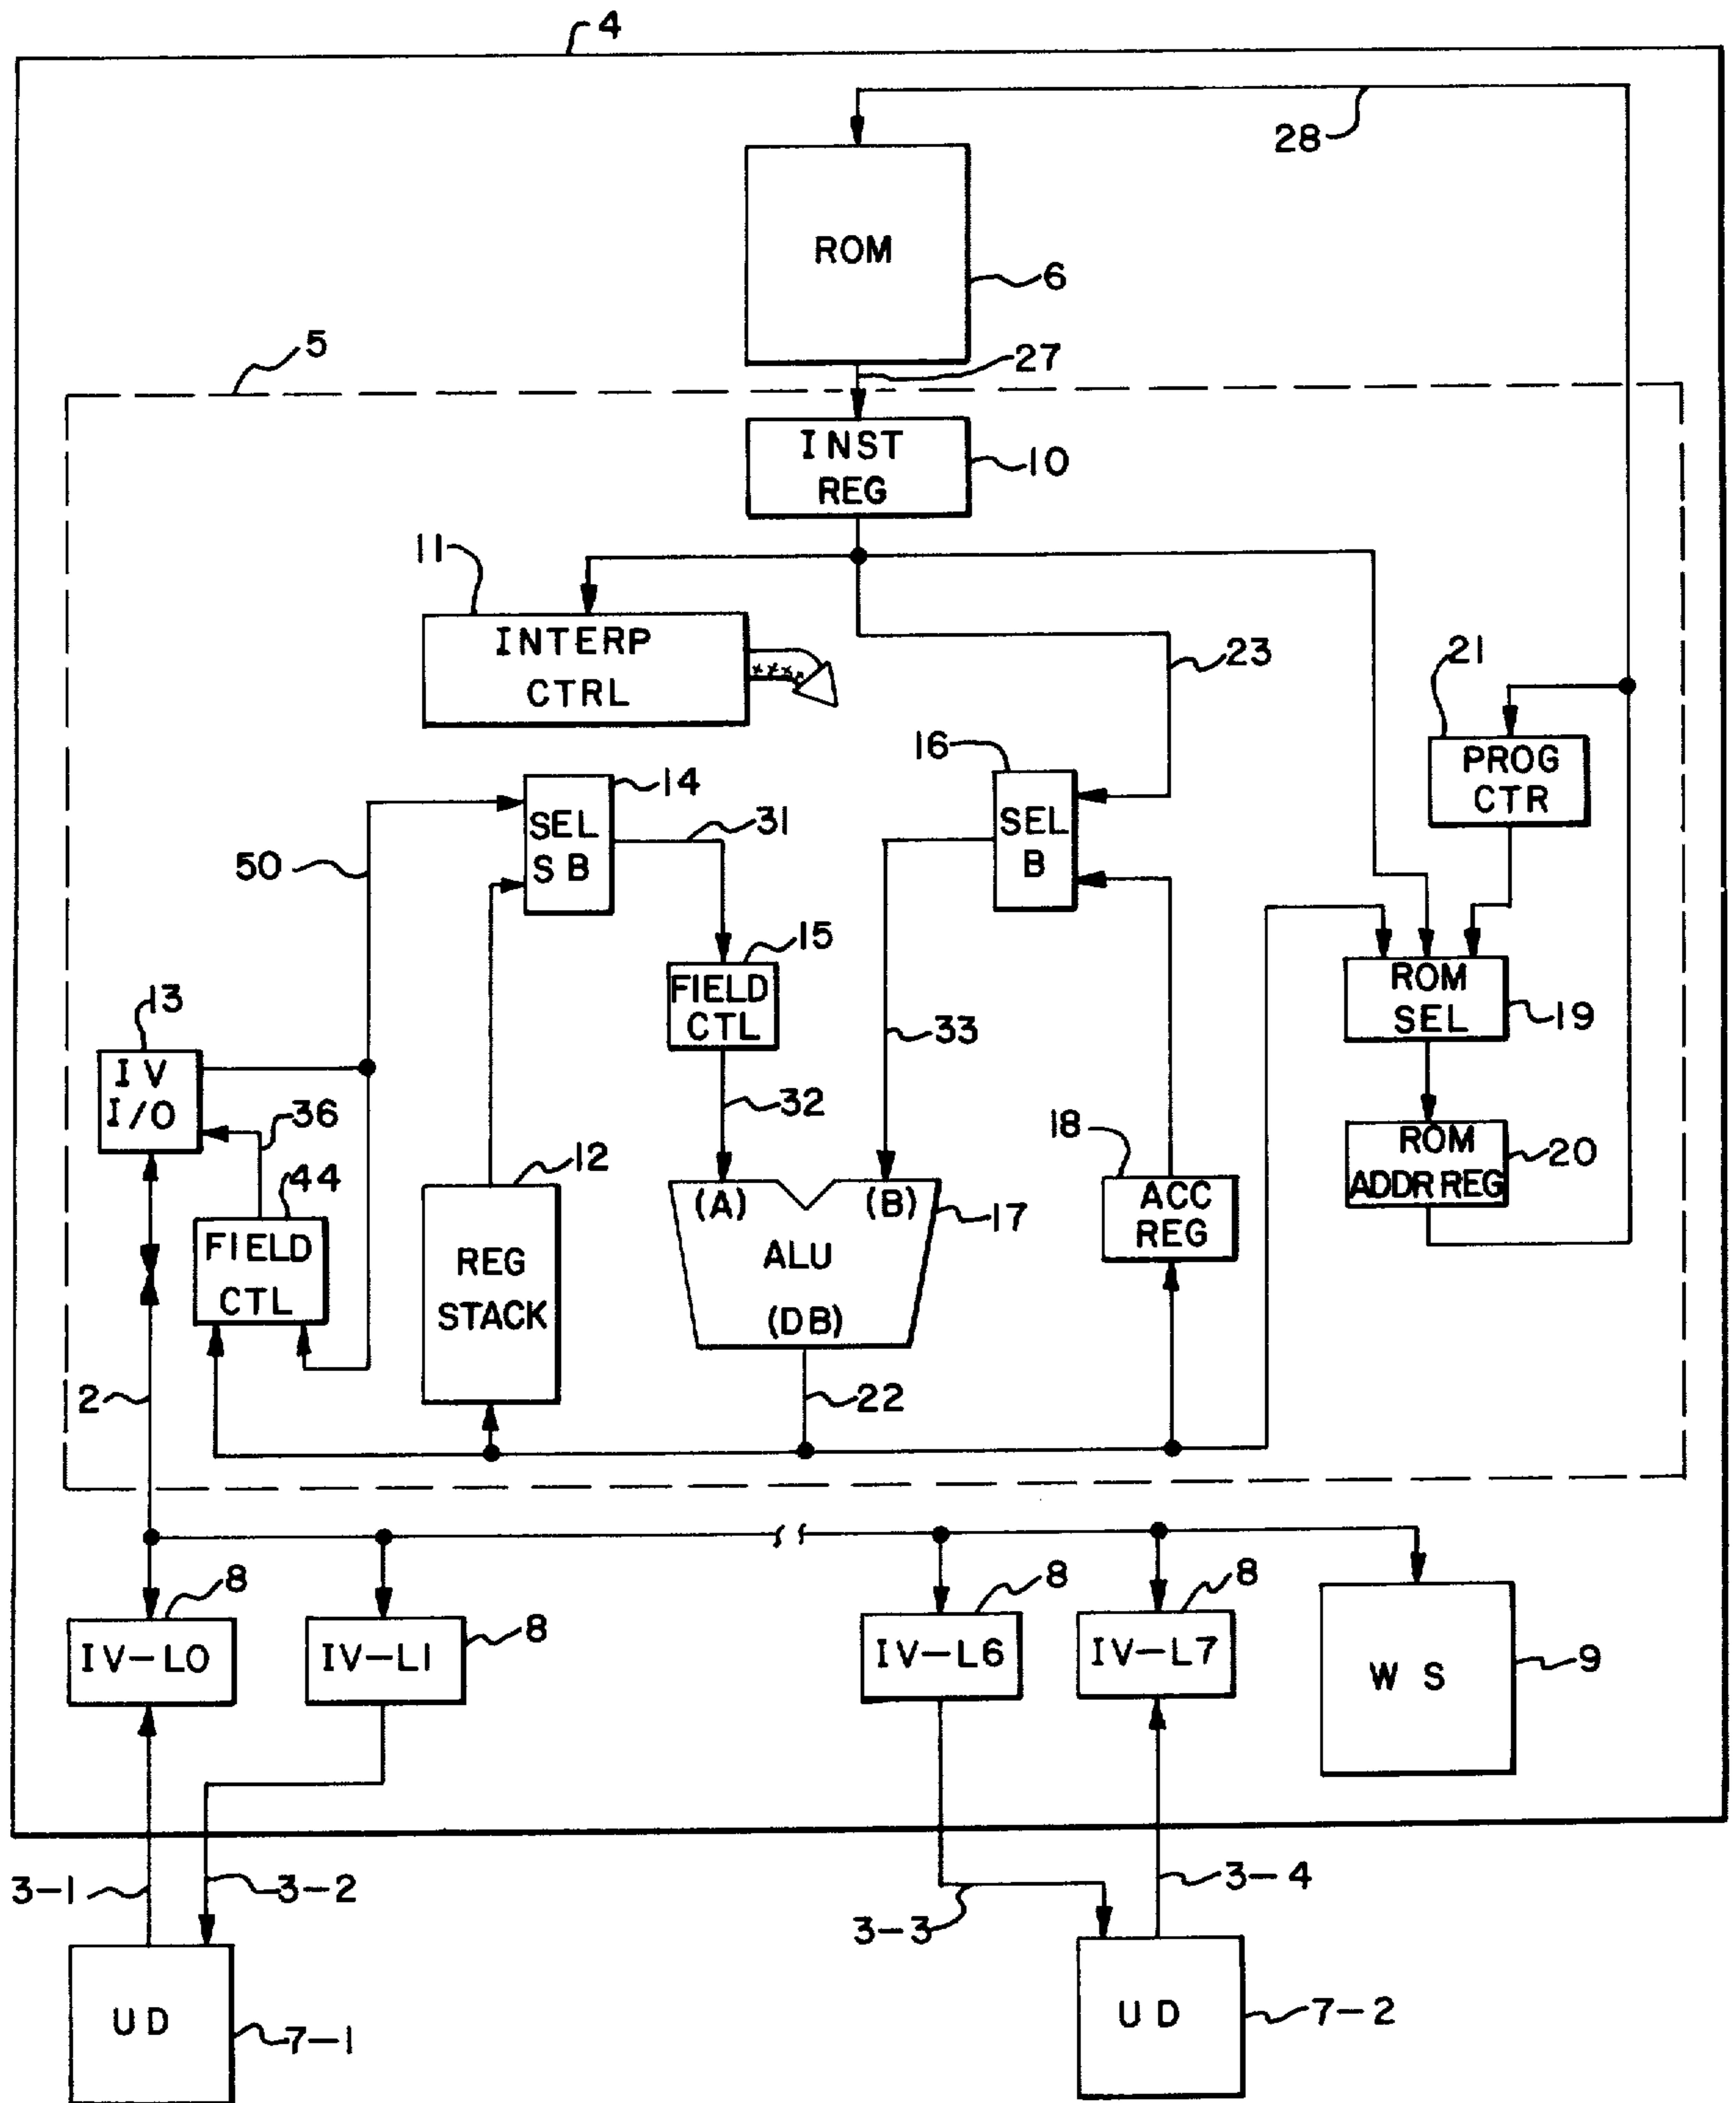 4
28
ROM
6
5
27
INST
REG
10
11
INTERP
CTRL
23
21
PROG
CTR
16
14
SEL
SB
31
SEL
B
50
15
FIELD
CTL
ROM
SEL
19
13
IV
I/O
33
36
32
18
ROM
ADDR REG
20
12
44
(A)
(B)
17
ACC
REG
FIELD
CTL
REG
STACK
ALU
(DB)
2
22
8
8
8
8
IV-L0
IV-L1
IV-L6
IV-L7
WS
9
3-1
3-2
3-3
3-4
UD
7-1
UD
7-2